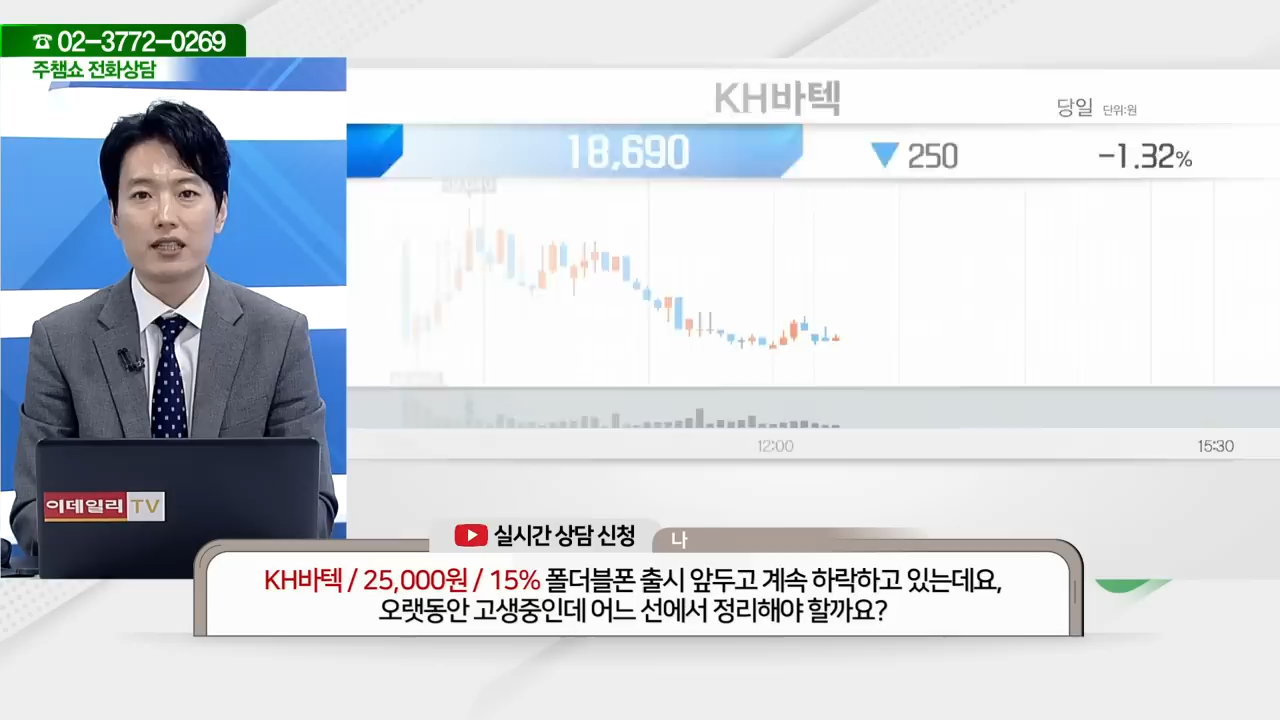 ☎ 02-3772-0269
주챔쇼 전화상담
KH바텍
당일 단위:원
18,690 ▼ 250 -1.32%
12:00 15:30
이데일리 TV
실시간 상담 신청 나
KH바텍 / 25,000원 / 15% 폴더블폰 출시 앞두고 계속 하락하고 있는데요,
오랫동안 고생중인데 어느 선에서 정리해야 할까요?